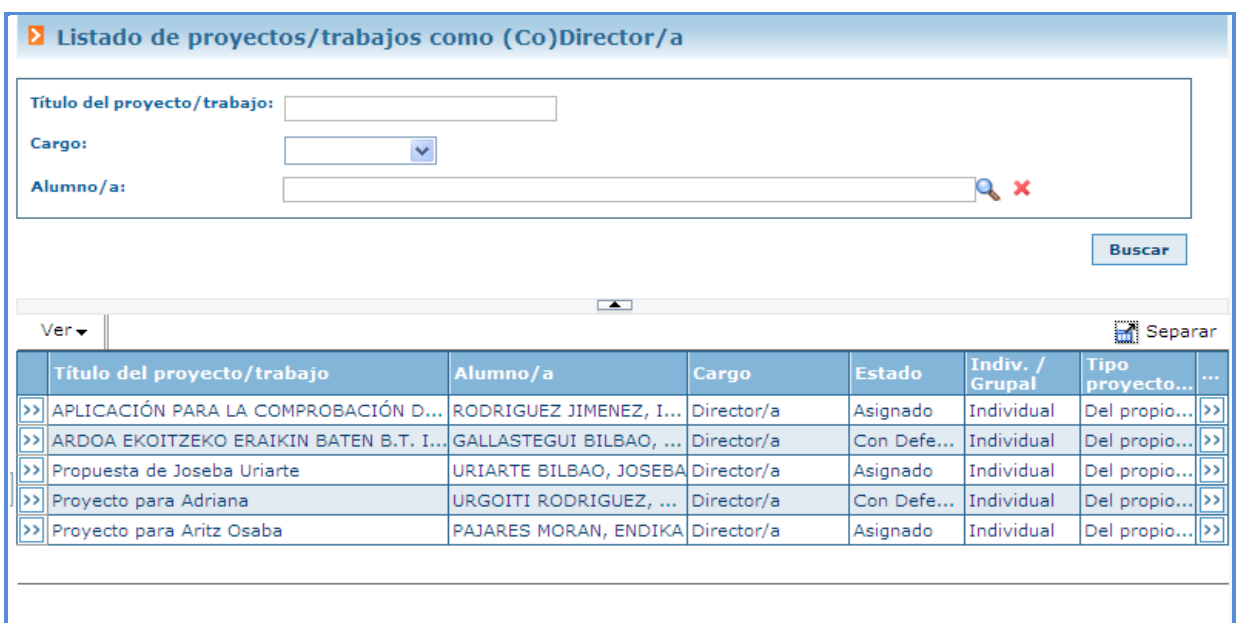 Listado de proyectos/trabajos como (Co)Director/a
Título del proyecto/trabajo:
Cargo:
Alumno/a:
Buscar
Ver Separar
Título del proyecto/trabajo Alumno/a Cargo Estado Indiv. / Grupal Tipo proyecto... ...
>> APLICACIÓN PARA LA COMPROBACIÓN D... RODRIGUEZ JIMENEZ, I... Director/a Asignado Individual Del propio... >>
>> ARDOA EKOITZEKO ERAIKIN BATEN B.T. I... GALLASTEGUI BILBAO, ... Director/a Con Defe... Individual Del propio... >>
>> Propuesta de Joseba Uriarte URIARTE BILBAO, JOSEBA Director/a Asignado Individual Del propio... >>
>> Proyecto para Adriana URGOITI RODRIGUEZ, ... Director/a Con Defe... Individual Del propio... >>
>> Proyecto para Aritz Osaba PAJARES MORAN, ENDIKA Director/a Asignado Individual Del propio... >>